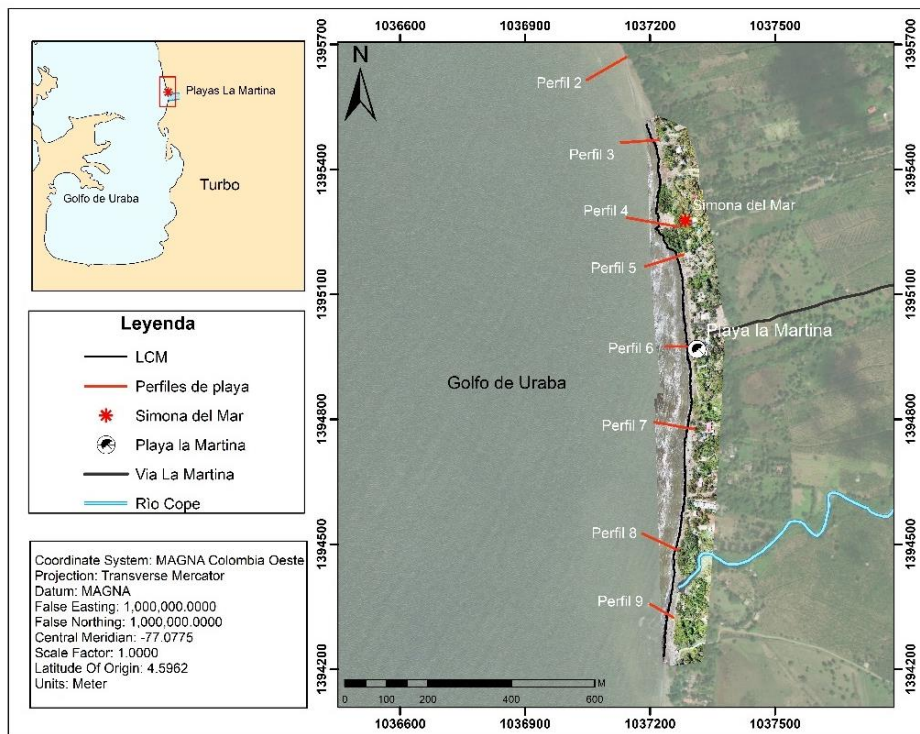 1036600 1036900 1037200 1037500
1395700
1395400
1395100
1394800
1394500
1394200
Playas La Martina
Turbo
Golfo de Uraba
Leyenda
LCM
Perfiles de playa
Simona del Mar
Playa la Martina
Via La Martina
Rìo Cope
Coordinate System: MAGNA Colombia Oeste
Projection: Transverse Mercator
Datum: MAGNA
False Easting: 1,000,000.0000
False Northing: 1,000,000.0000
Central Meridian: -77.0775
Scale Factor: 1.0000
Latitude Of Origin: 4.5962
Units: Meter
N
Perfil 2
Perfil 3
Simona del Mar
Perfil 4
Perfil 5
Playa la Martina
Perfil 6
Golfo de Uraba
Perfil 7
Perfil 8
Perfil 9
M
0 100 200 400 600
1395700
1395400
1395100
1394800
1394500
1394200
1036600 1036900 1037200 1037500